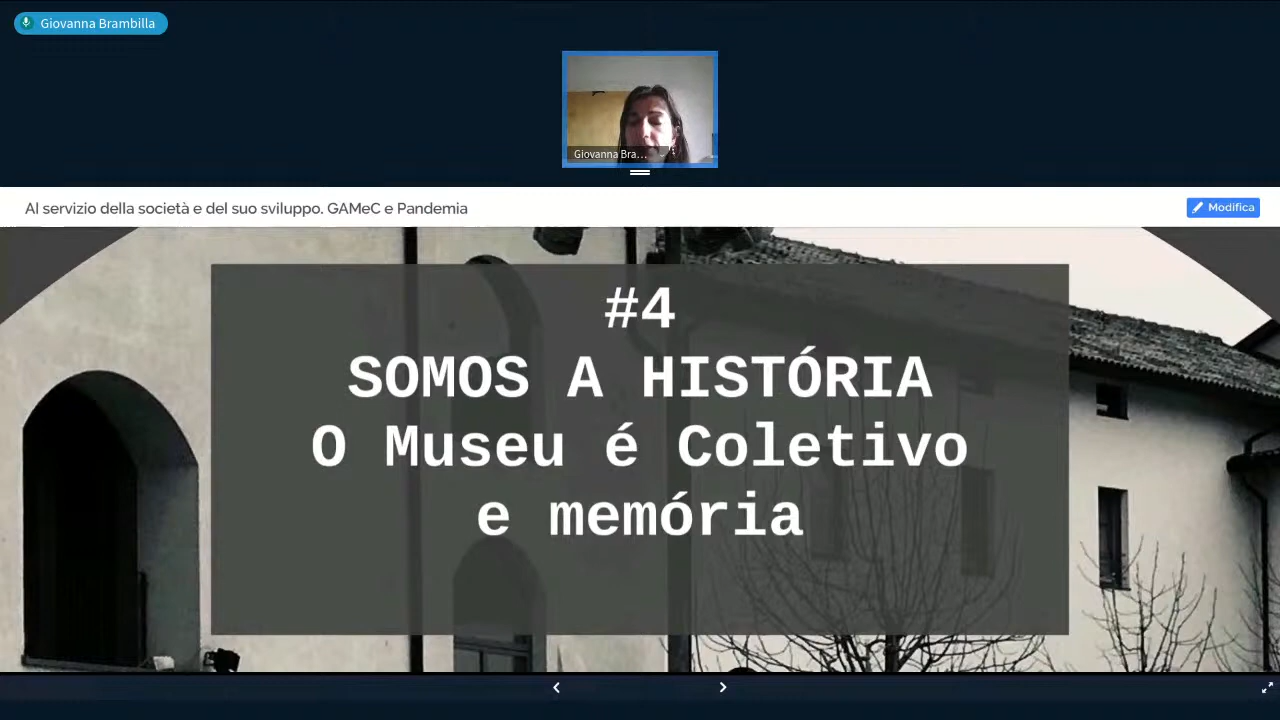 Giovanna Brambilla
Giovanna Bra...
Al servizio della società e del suo sviluppo. GAMeC e Pandemia
Modifica
#4
SOMOS A HISTÓRIA
O Museu é Coletivo
e memória